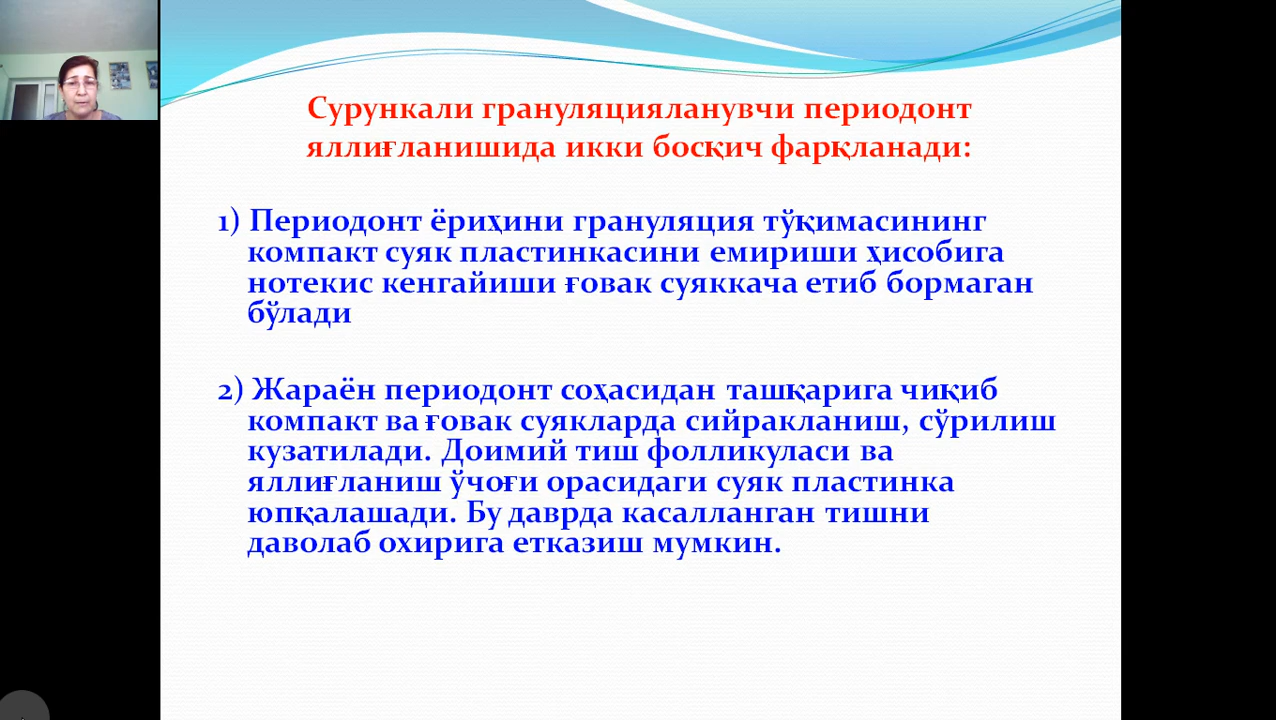 Сурункали грануляцияланувчи периодонт
яллиғланишида икки босқич фарқланади:
1) Периодонт ёриҳини грануляция тўқимасининг
компакт суяк пластинкасини емириши ҳисобига
нотекис кенгайиши ғовак суяккача етиб бормаган
бўлади
2) Жараён периодонт соҳасидан ташқарига чиқиб
компакт ва ғовак суякларда сийракланиш, сўрилиш
кузатилади. Доимий тиш фолликуласи ва
яллиғланиш ўчоғи орасидаги суяк пластинка
юпқалашади. Бу даврда касалланган тишни
даволаб охирига етказиш мумкин.